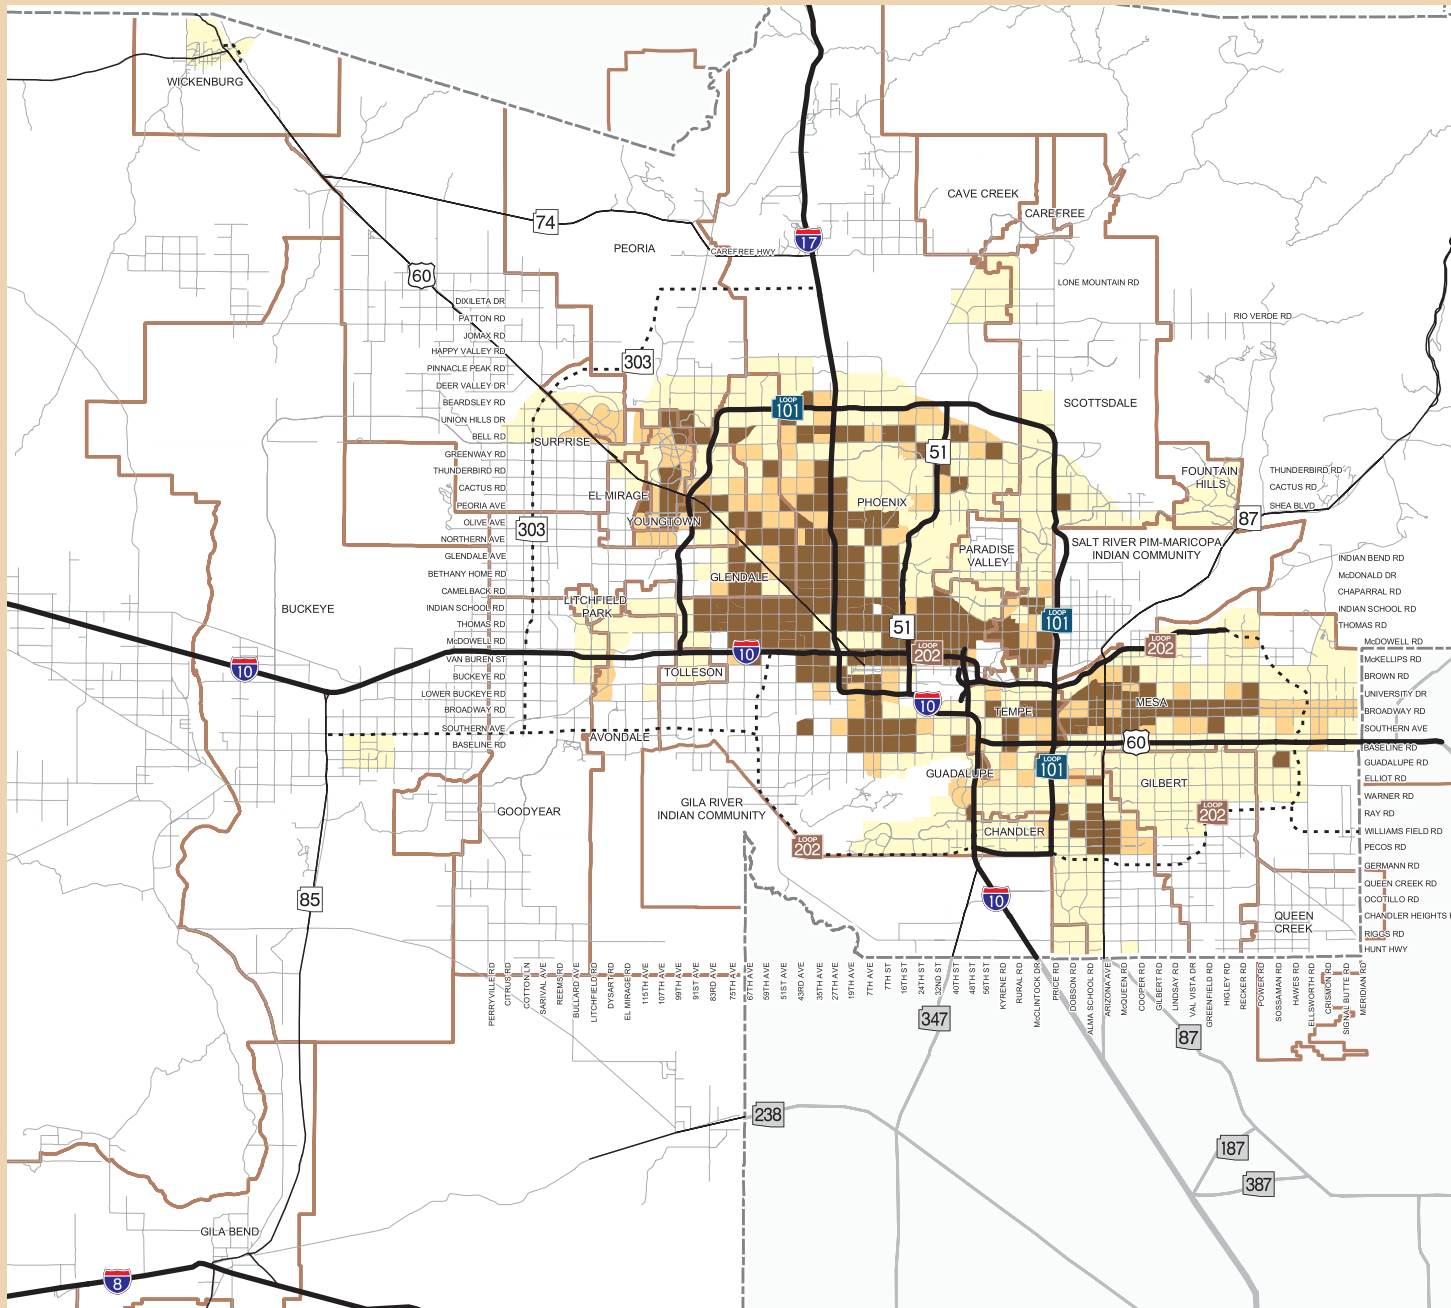 WICKENBURG
74
PEORIA
CAREFREE HWY
17
CAVE CREEK
CAREFREE
60
LONE MOUNTAIN RD
RIO VERDE RD
DIXILETA DR
PATTON RD
JOMAX RD
HAPPY VALLEY RD
PINNACLE PEAK RD
DEER VALLEY DR
BEARDSLEY RD
UNION HILLS DR
BELL RD
GREENWAY RD
THUNDERBIRD RD
CACTUS RD
PEORIA AVE
OLIVE AVE
NORTHERN AVE
GLENDALE AVE
BETHANY HOME RD
CAMELBACK RD
INDIAN SCHOOL RD
THOMAS RD
McDOWELL RD
VAN BUREN ST
BUCKEYE RD
LOWER BUCKEYE RD
BROADWAY RD
SOUTHERN AVE
BASELINE RD
303
LOOP
101
SCOTTSDALE
SURPRISE
51
FOUNTAIN
HILLS
THUNDERBIRD RD
CACTUS RD
SHEA BLVD
EL MIRAGE
PHOENIX
YOUNGTOWN
303
87
PARADISE
VALLEY
SALT RIVER PIM-MARICOPA
INDIAN COMMUNITY
GLENDALE
BUCKEYE
LITCHFIELD
PARK
INDIAN BEND RD
McDONALD DR
CHAPARRAL RD
INDIAN SCHOOL RD
THOMAS RD
McDOWELL RD
McKELLIPS RD
BROWN RD
UNIVERSITY DR
BROADWAY RD
SOUTHERN AVE
BASELINE RD
GUADALUPE RD
ELLIOT RD
WARNER RD
RAY RD
WILLIAMS FIELD RD
PECOS RD
GERMANN RD
QUEEN CREEK RD
OCOTILLO RD
CHANDLER HEIGHTS
RIGGS RD
HUNT HWY
LOOP
101
51
LOOP
202
LOOP
202
10
10
TOLLESON
10
TEMPE
MESA
AVONDALE
60
LOOP
101
GUADALUPE
GILBERT
GOODYEAR
GILA RIVER
INDIAN COMMUNITY
LOOP
202
LOOP
202
CHANDLER
85
10
QUEEN
CREEK
PERRYVILLE RD
CITRUS RD
COTTON LN
SARIVAL AVE
REEMS RD
BULLARD AVE
LITCHFIELD RD
DYSART RD
EL MIRAGE RD
115TH AVE
107TH AVE
99TH AVE
91ST AVE
83RD AVE
75TH AVE
67TH AVE
59TH AVE
51ST AVE
43RD AVE
35TH AVE
27TH AVE
19TH AVE
7TH AVE
7TH ST
16TH ST
24TH ST
32ND ST
40TH ST
48TH ST
56TH ST
KYRENE RD
RURAL RD
McCLINTOCK DR
PRICE RD
DOBSON RD
ALMA SCHOOL RD
ARIZONA AVE
McQUEEN RD
COOPER RD
GILBERT RD
LINDSAY RD
VAL VISTA DR
GREENFIELD RD
HIGLEY RD
RECKER RD
POWER RD
SOSSAMAN RD
HAWES RD
ELLSWORTH RD
CRISMON RD
SIGNAL BUTTE RD
MERIDIAN RD
347
87
238
187
387
GILA BEND
8